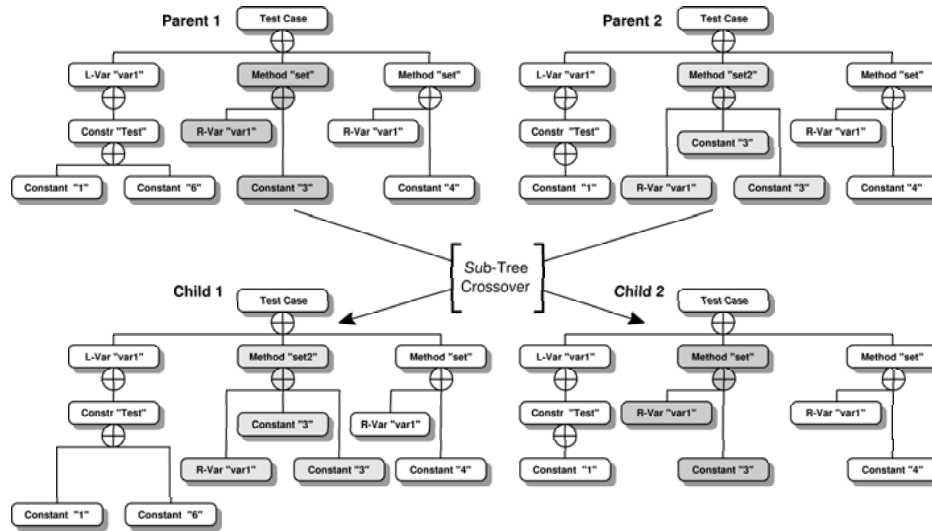 Parent 1
Test Case
Parent 2
Test Case
L-Var "var1"
Method "set"
Method "set"
L-Var "var1"
Method "set2"
Method "set"
Constr "Test"
R-Var "var1"
R-Var "var1"
Constr "Test"
Constant "3"
R-Var "var1"
Constant "1"
Constant "6"
Constant "3"
Constant "4"
Constant "1"
R-Var "var1"
Constant "3"
Constant "4"
Sub-Tree
Crossover
Child 1
Test Case
Child 2
Test Case
L-Var "var1"
Method "set2"
Method "set"
L-Var "var1"
Method "set"
Method "set"
Constr "Test"
Constant "3"
R-Var "var1"
Constr "Test"
R-Var "var1"
R-Var "var1"
R-Var "var1"
Constant "3"
Constant "4"
Constant "1"
Constant "3"
Constant "4"
Constant "1"
Constant "6"